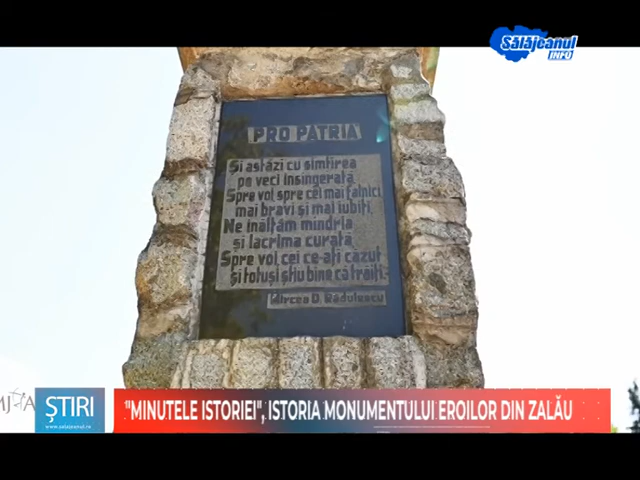 Sălăjeanul
INFO
PRO PATRIA
Și astăzi cu simțirea
pe veci însîngerată
Spre voi, spre cei mai falnici
mai bravi și mai iubiți.
Ne înălțăm mîndria
și lacrima curată
Spre voi, cei ce-ați căzut
și totuși știu bine că trăiți.
Mircea D. Rădulescu
ŞTIRI
www.salajeanul.ro
"MINUTELE ISTORIEI", ISTORIA MONUMENTULUI EROILOR DIN ZALĂU